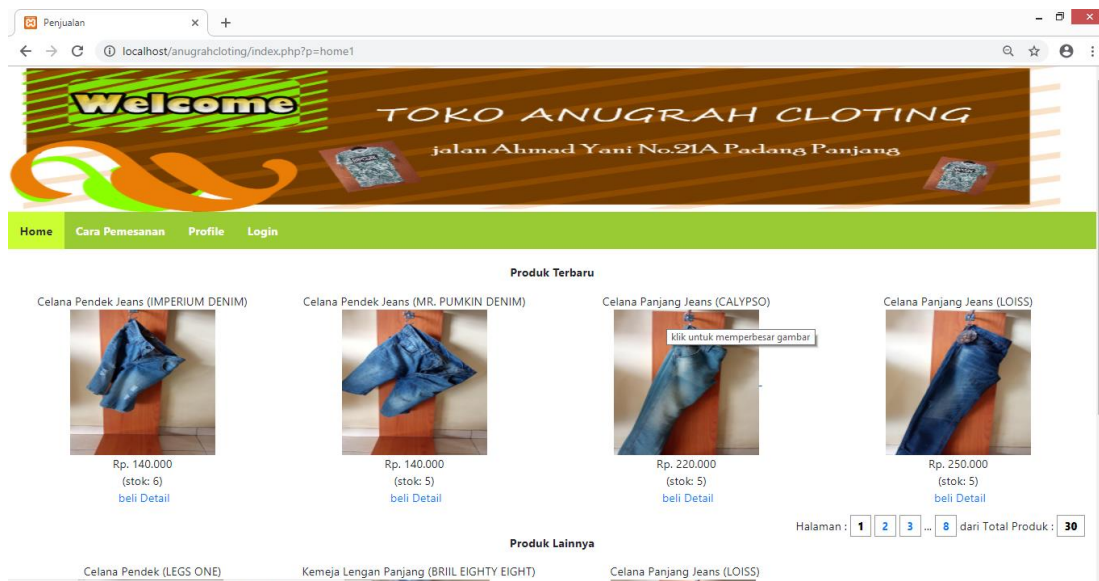 Penjualan
localhost/anugrahcloting/index.php?p=home1
Welcome
TOKO ANUGRAH CLOTING
jalan Ahmad Yani No.21A Padang Panjang
Home Cara Pemesanan Profile Login
Produk Terbaru
Celana Pendek Jeans (IMPERIUM DENIM) Celana Pendek Jeans (MR. PUMKIN DENIM) Celana Panjang Jeans (CALYPSO) Celana Panjang Jeans (LOISS)
klik untuk memperbesar gambar
Rp. 140.000 Rp. 140.000 Rp. 220.000 Rp. 250.000
(stok: 6) (stok: 5) (stok: 5) (stok: 5)
beli Detail beli Detail beli Detail beli Detail
Halaman : 1 2 3 ... 8 dari Total Produk : 30
Produk Lainnya
Celana Pendek (LEGS ONE) Kemeja Lengan Panjang (BRIIL EIGHTY EIGHT) Celana Panjang Jeans (LOISS)